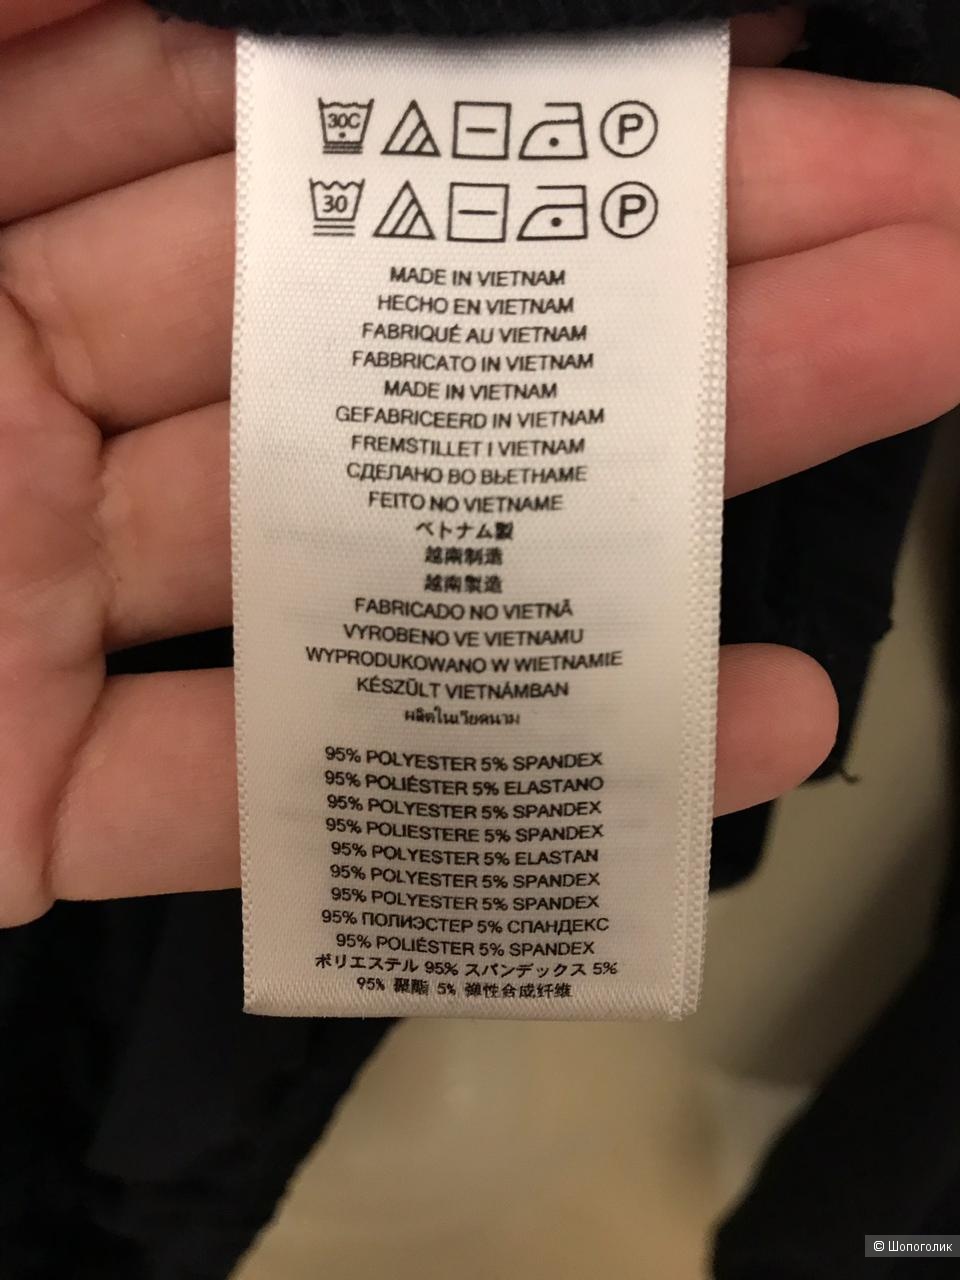 30C P
30 P
MADE IN VIETNAM
HECHO EN VIETNAM
FABRIQUÉ AU VIETNAM
FABBRICATO IN VIETNAM
MADE IN VIETNAM
GEFABRICEERD IN VIETNAM
FREMSTILLET I VIETNAM
СДЕЛАНО ВО ВЬЕТНАМЕ
FEITO NO VIETNAME
ベトナム製
越南制造
越南製造
FABRICADO NO VIETNÃ
VYROBENO VE VIETNAMU
WYPRODUKOWANO W WIETNAMIE
KÉSZÜLT VIETNÁMBAN
ผลิตในเวียดนาม
95% POLYESTER 5% SPANDEX
95% POLIÉSTER 5% ELASTANO
95% POLYESTER 5% SPANDEX
95% POLIESTERE 5% SPANDEX
95% POLYESTER 5% ELASTAN
95% POLYESTER 5% SPANDEX
95% POLYESTER 5% SPANDEX
95% ПОЛИЭСТЕР 5% СПАНДЕКС
95% POLIÉSTER 5% SPANDEX
ポリエステル 95% スパンデックス 5%
95% 聚酯 5% 弹性合成纤维
© Шопоголик